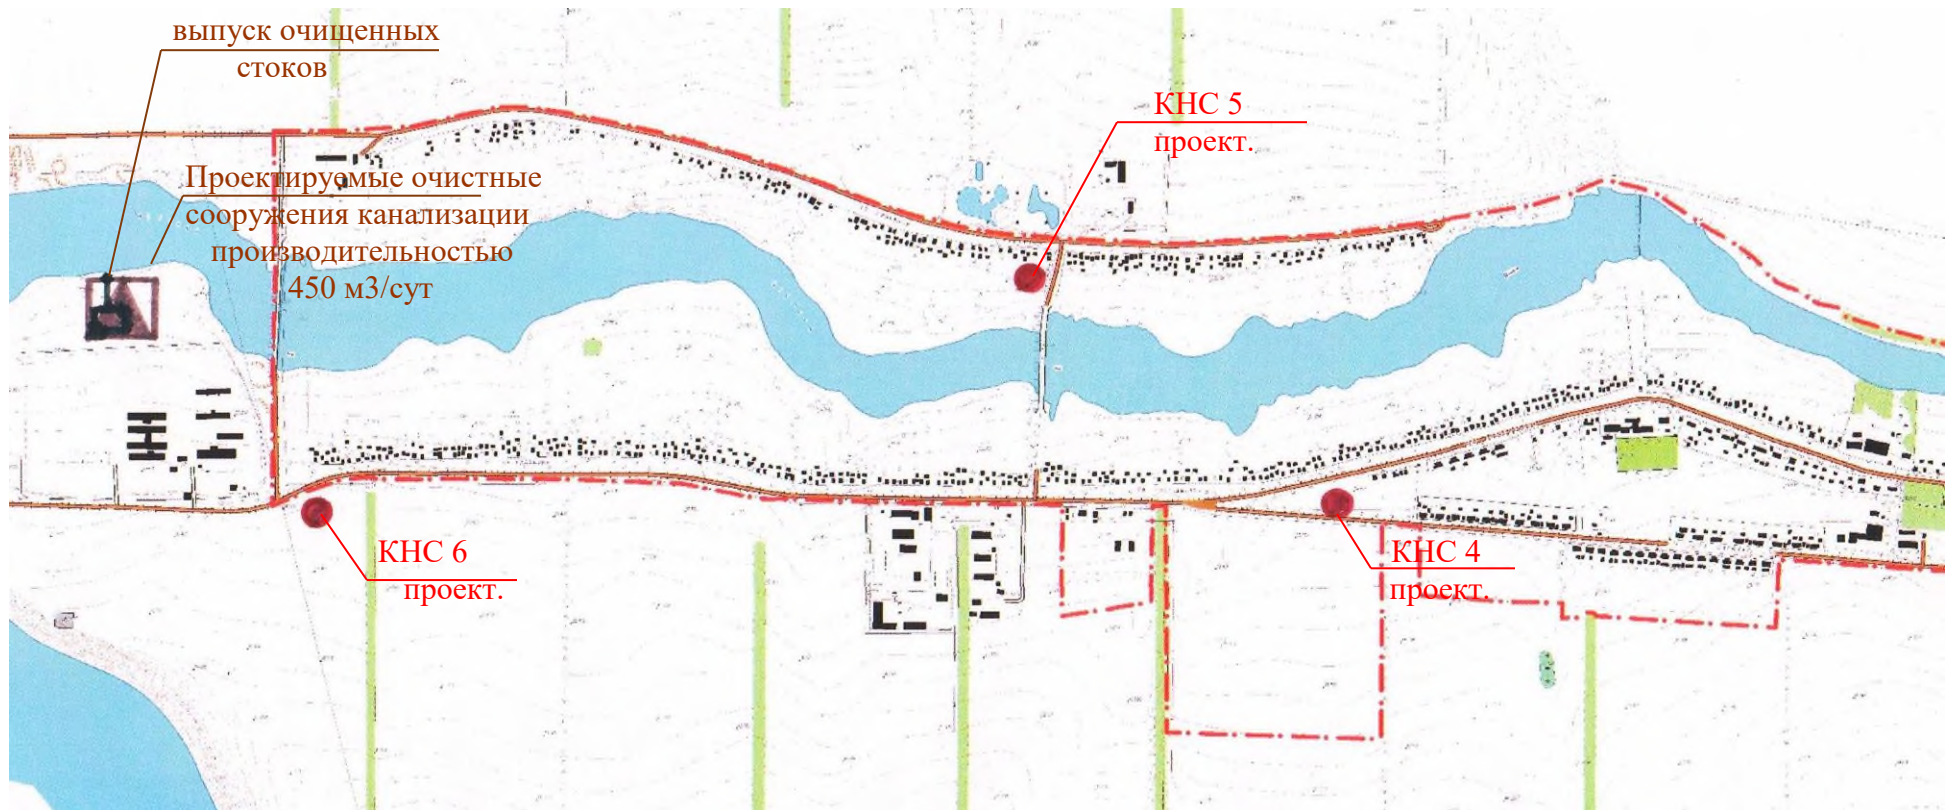 выпуск очищенных
стоков
КНС 5
проект.
Проектируемые очистные
сооружения канализации
производительностью
450 м3/сут
КНС 6
проект.
КНС 4
проект.